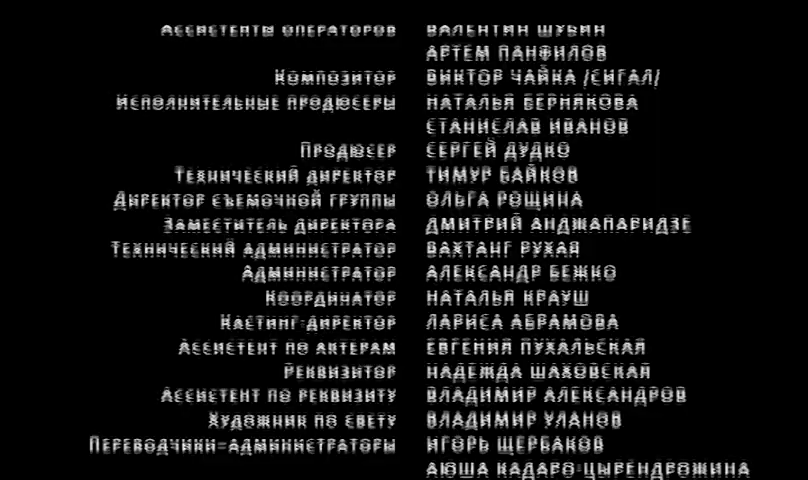 Ассистенты операторов ВАЛЕНТИН ШУБИН
АРТЕМ ПАНФИЛОВ
Композитор ВИКТОР ЧАЙКА /СИГАЛ/
Исполнительные продюсеры НАТАЛЬЯ БЕРНЯКОВА
СТАНИСЛАВ ИВАНОВ
Продюсер СЕРГЕЙ ДУДКО
Технический директор ТИМУР БАЙКОВ
Директор съемочной группы ОЛЬГА РОЩИНА
Заместитель директора ДМИТРИЙ АНДЖАПАРИДЗЕ
Технический администратор ВАХТАНГ РУХАЯ
Администратор АЛЕКСАНДР БЕЖКО
Координатор НАТАЛЬЯ КРАУШ
Кастинг-директор ЛАРИСА АБРАМОВА
Ассистент по актерам ЕВГЕНИЯ ПУХАЛЬСКАЯ
Реквизитор НАДЕЖДА ШАХОВСКАЯ
Ассистент по реквизиту ВЛАДИМИР АЛЕКСАНДРОВ
Художник по свету ВЛАДИМИР УЛАНОВ
Переводчики-администраторы ИГОРЬ ЩЕРБАКОВ
АЮША КАДАРО-ЦЫРЕНДРОЖИНА